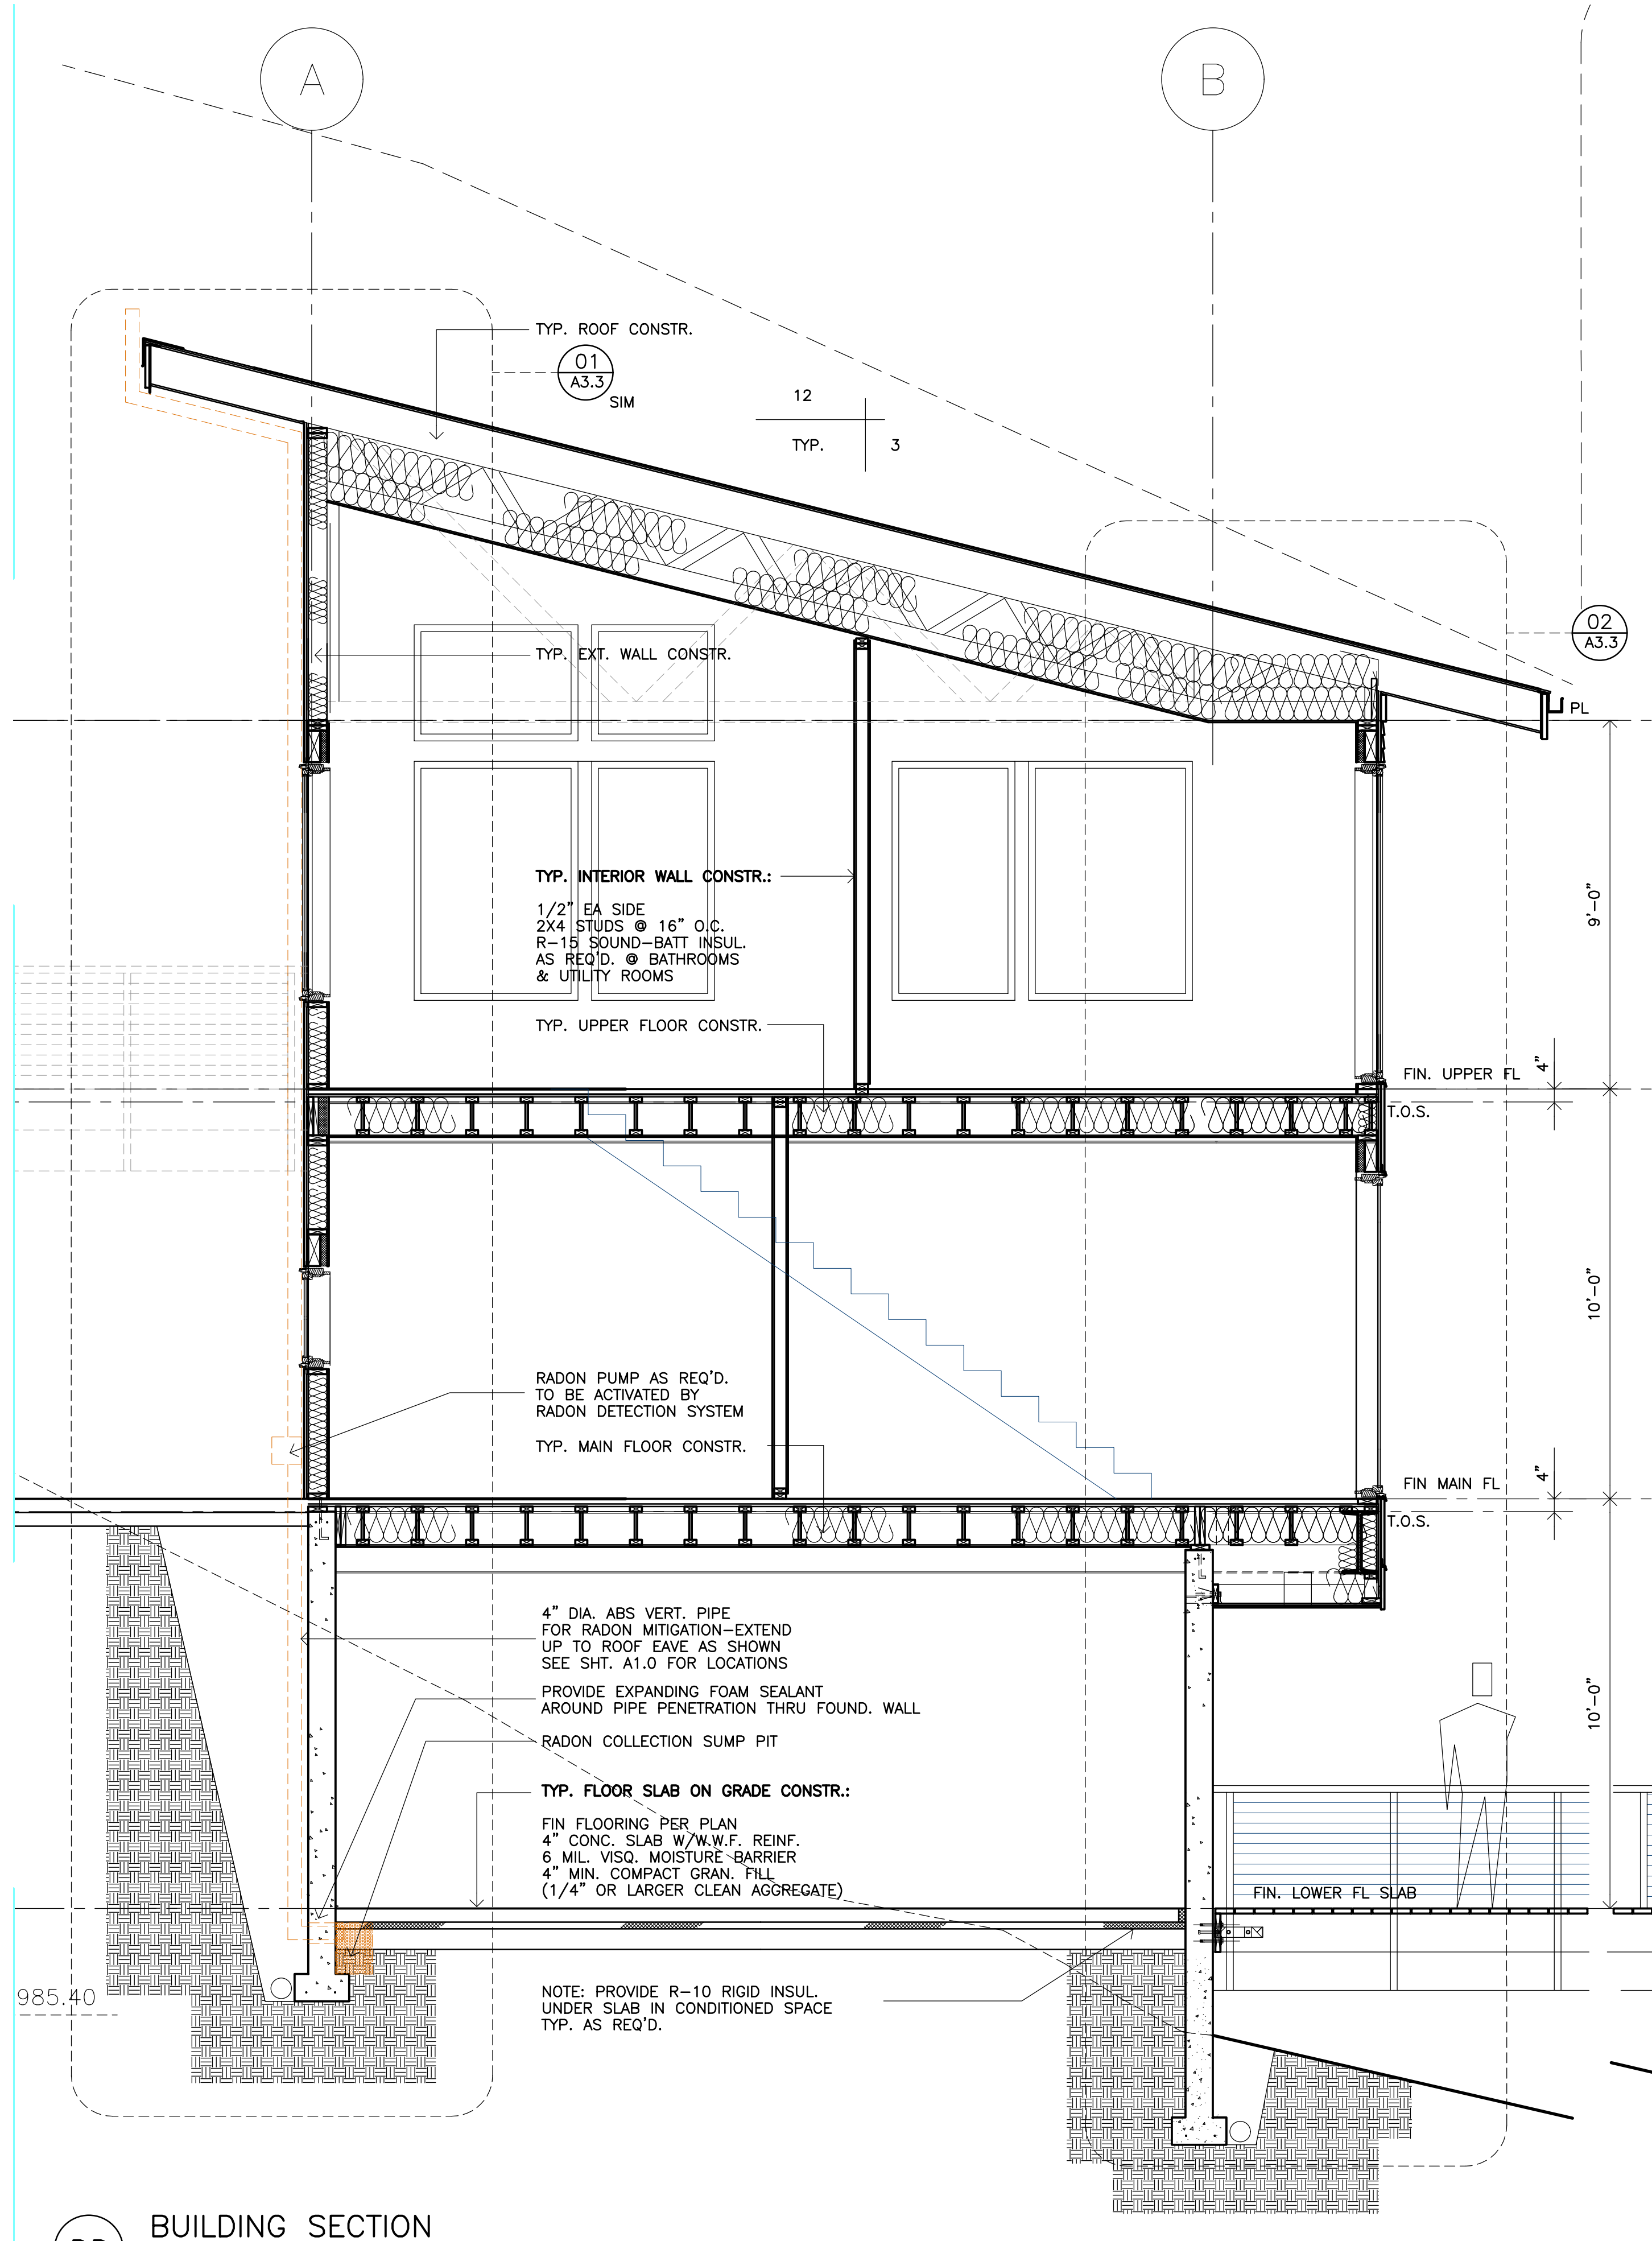 A
B
TYP. ROOF CONSTR.
01
A3.3
SIM
12
TYP.
3
02
A3.3
TYP. EXT. WALL CONSTR.
PL
TYP. INTERIOR WALL CONSTR.:
1/2" EA SIDE
2X4 STUDS @ 16" O.C.
R-15 SOUND-BATT INSUL.
AS REQ'D. @ BATHROOMS
& UTILITY ROOMS
9'-0"
TYP. UPPER FLOOR CONSTR.
FIN. UPPER FL
4"
T.O.S.
10'-0"
RADON PUMP AS REQ'D.
TO BE ACTIVATED BY
RADON DETECTION SYSTEM
TYP. MAIN FLOOR CONSTR.
FIN MAIN FL
4"
T.O.S.
4" DIA. ABS VERT. PIPE
FOR RADON MITIGATION-EXTEND
UP TO ROOF EAVE AS SHOWN
SEE SHT. A1.0 FOR LOCATIONS
PROVIDE EXPANDING FOAM SEALANT
AROUND PIPE PENETRATION THRU FOUND. WALL
10'-0"
RADON COLLECTION SUMP PIT
TYP. FLOOR SLAB ON GRADE CONSTR.:
FIN FLOORING PER PLAN
4" CONC. SLAB W/W.W.F. REINF.
6 MIL. VISQ. MOISTURE BARRIER
4" MIN. COMPACT GRAN. FILL
(1/4" OR LARGER CLEAN AGGREGATE)
FIN. LOWER FL SLAB
985.40
NOTE: PROVIDE R-10 RIGID INSUL.
UNDER SLAB IN CONDITIONED SPACE
TYP. AS REQ'D.
BUILDING SECTION